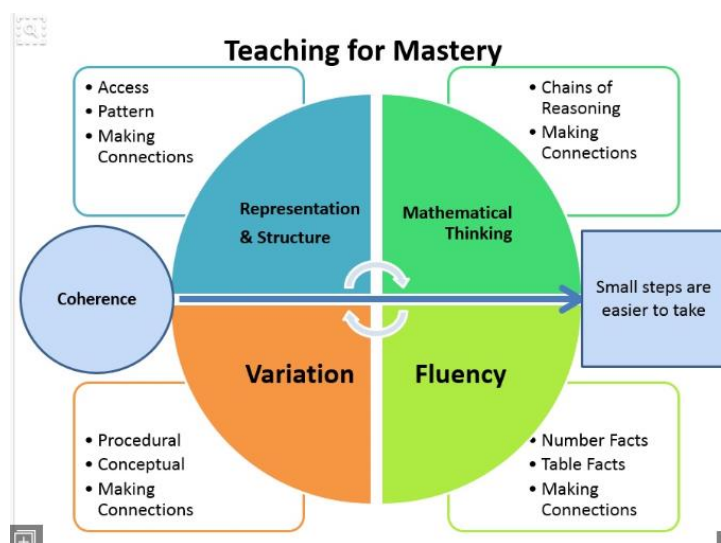 Teaching for Mastery
• Access
• Pattern
• Making
Connections
• Chains of
Reasoning
• Making
Connections
Representation
& Structure
Mathematical
Thinking
Coherence
Small steps are
easier to take
Variation
Fluency
• Procedural
• Conceptual
• Making
Connections
• Number Facts
• Table Facts
• Making
Connections